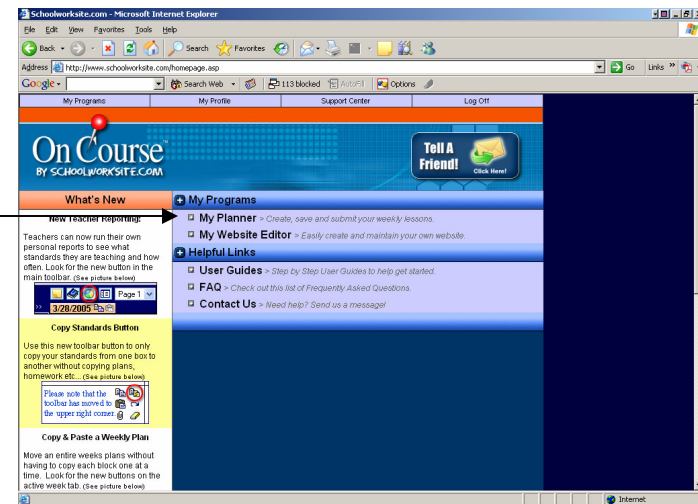 Schoolworksite.com - Microsoft Internet Explorer
File Edit View Favorites Tools Help
Back Search Favorites
Address http://www.schoolworksite.com/homepage.asp Go Links »
Google Search Web 113 blocked AutoFill Options
My Programs My Profile Support Center Log Off
On Course™
BY SCHOOLWORKSITE.COM
Tell A
Friend!
Click Here!
What's New
New Teacher Reporting:
Teachers can now run their own
personal reports to see what
standards they are teaching and how
often. Look for the new button in the
main toolbar. (See picture below)
Page 1
>> 3/28/2005
Copy Standards Button
Use this new toolbar button to only
copy your standards from one box to
another without copying plans,
homework etc... (See picture below)
Please note that the
toolbar has moved to
the upper right corner.
Copy & Paste a Weekly Plan
Move an entire weeks plans without
having to copy each block one at a
time. Look for the new buttons on the
active week tab. (See picture below)
My Programs
My Planner > Create, save and submit your weekly lessons.
My Website Editor > Easily create and maintain your own website.
Helpful Links
User Guides > Step by Step User Guides to help get started.
FAQ > Check out this list of Frequently Asked Questions.
Contact Us > Need help? Send us a message!
Internet